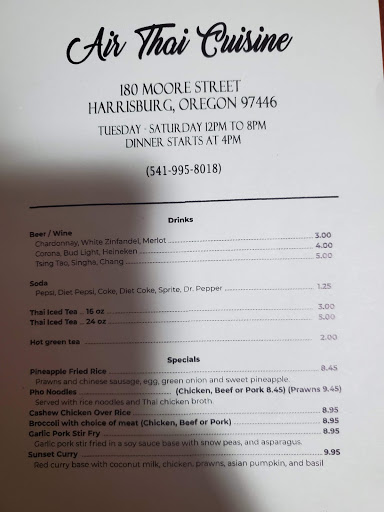 Air Thai Cuisine
180 MOORE STREET
HARRISBURG, OREGON 97446
TUESDAY - SATURDAY 12PM TO 8PM
DINNER STARTS AT 4PM
(541-995-8018)
Drinks
Beer / Wine
Chardonnay, White Zinfandel, Merlot 3.00
Corona, Bud Light, Heineken 4.00
Tsing Tao, Singha, Chang 5.00
Soda
Pepsi, Diet Pepsi, Coke, Diet Coke, Sprite, Dr. Pepper 1.25
Thai Iced Tea .. 16 oz 3.00
Thai Iced Tea .. 24 oz 5.00
Hot green tea 2.00
Specials
Pineapple Fried Rice 8.45
Prawns and chinese sausage, egg, green onion and sweet pineapple.
Pho Noodles (Chicken, Beef or Pork 8.45) (Prawns 9.45)
Served with rice noodles and Thai chicken broth.
Cashew Chicken Over Rice 8.95
Broccoli with choice of meat (Chicken, Beef or Pork) 8.95
Garlic Pork Stir Fry 8.95
Garlic pork stir fried in a soy sauce base with snow peas, and asparagus.
Sunset Curry 9.95
Red curry base with coconut milk, chicken, prawns, asian pumpkin, and basil